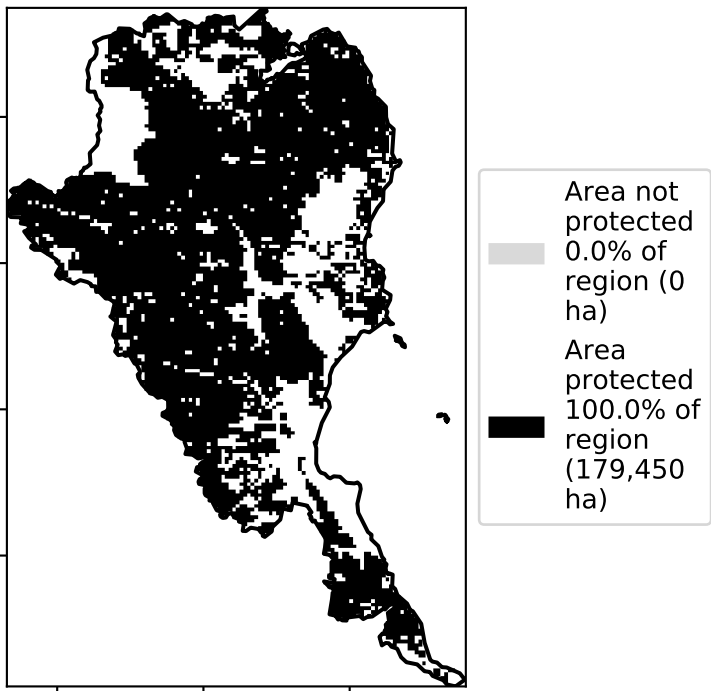 Area not
protected
0.0% of
region (0
ha)
Area
protected
100.0% of
region
(179,450
ha)